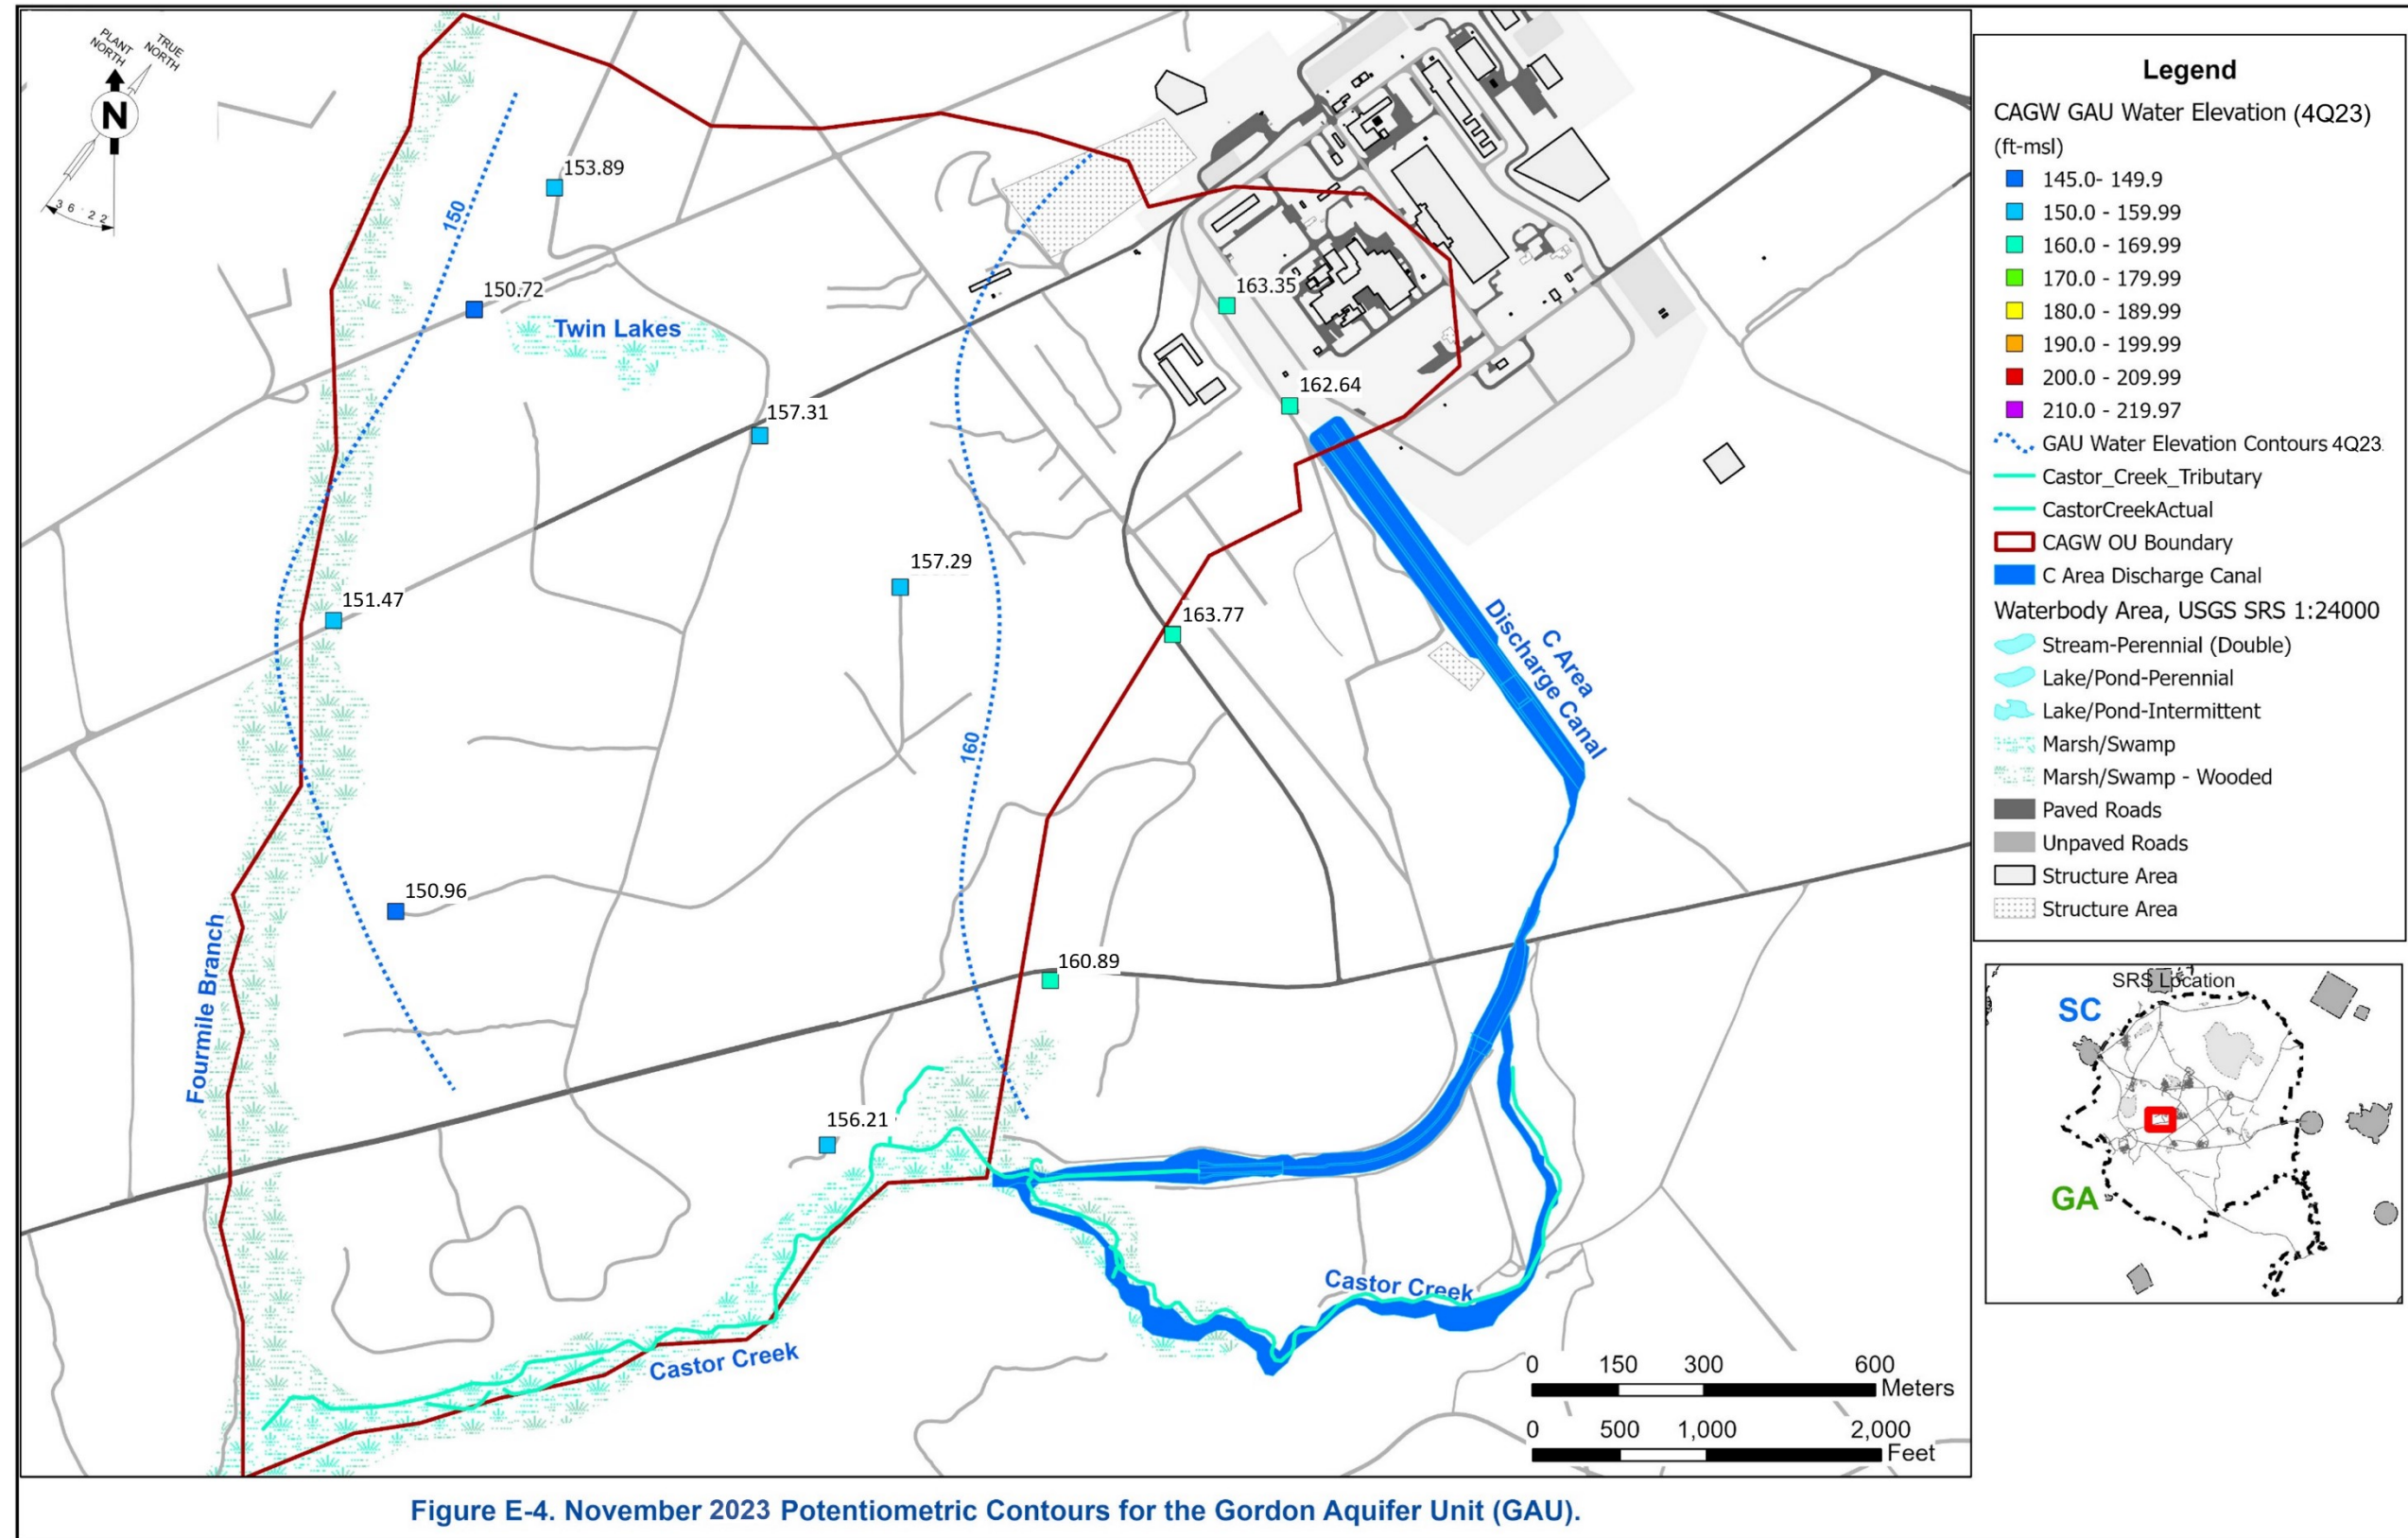 PLANT
NORTH
TRUE
NORTH
N
36.22
150
153.89
150.72
Twin Lakes
163.35
162.64
157.31
157.29
151.47
163.77
C Area
Discharge Canal
160
150.96
Fourmile Branch
160.89
156.21
Castor Creek
Castor Creek
0 150 300 600
Meters
0 500 1,000 2,000
Feet
Legend
CAGW GAU Water Elevation (4Q23)
(ft-msl)
145.0- 149.9
150.0 - 159.99
160.0 - 169.99
170.0 - 179.99
180.0 - 189.99
190.0 - 199.99
200.0 - 209.99
210.0 - 219.97
GAU Water Elevation Contours 4Q23
Castor_Creek_Tributary
CastorCreekActual
CAGW OU Boundary
C Area Discharge Canal
Waterbody Area, USGS SRS 1:24000
Stream-Perennial (Double)
Lake/Pond-Perennial
Lake/Pond-Intermittent
Marsh/Swamp
Marsh/Swamp - Wooded
Paved Roads
Unpaved Roads
Structure Area
Structure Area
SRS Location
SC
GA
Figure E-4. November 2023 Potentiometric Contours for the Gordon Aquifer Unit (GAU).